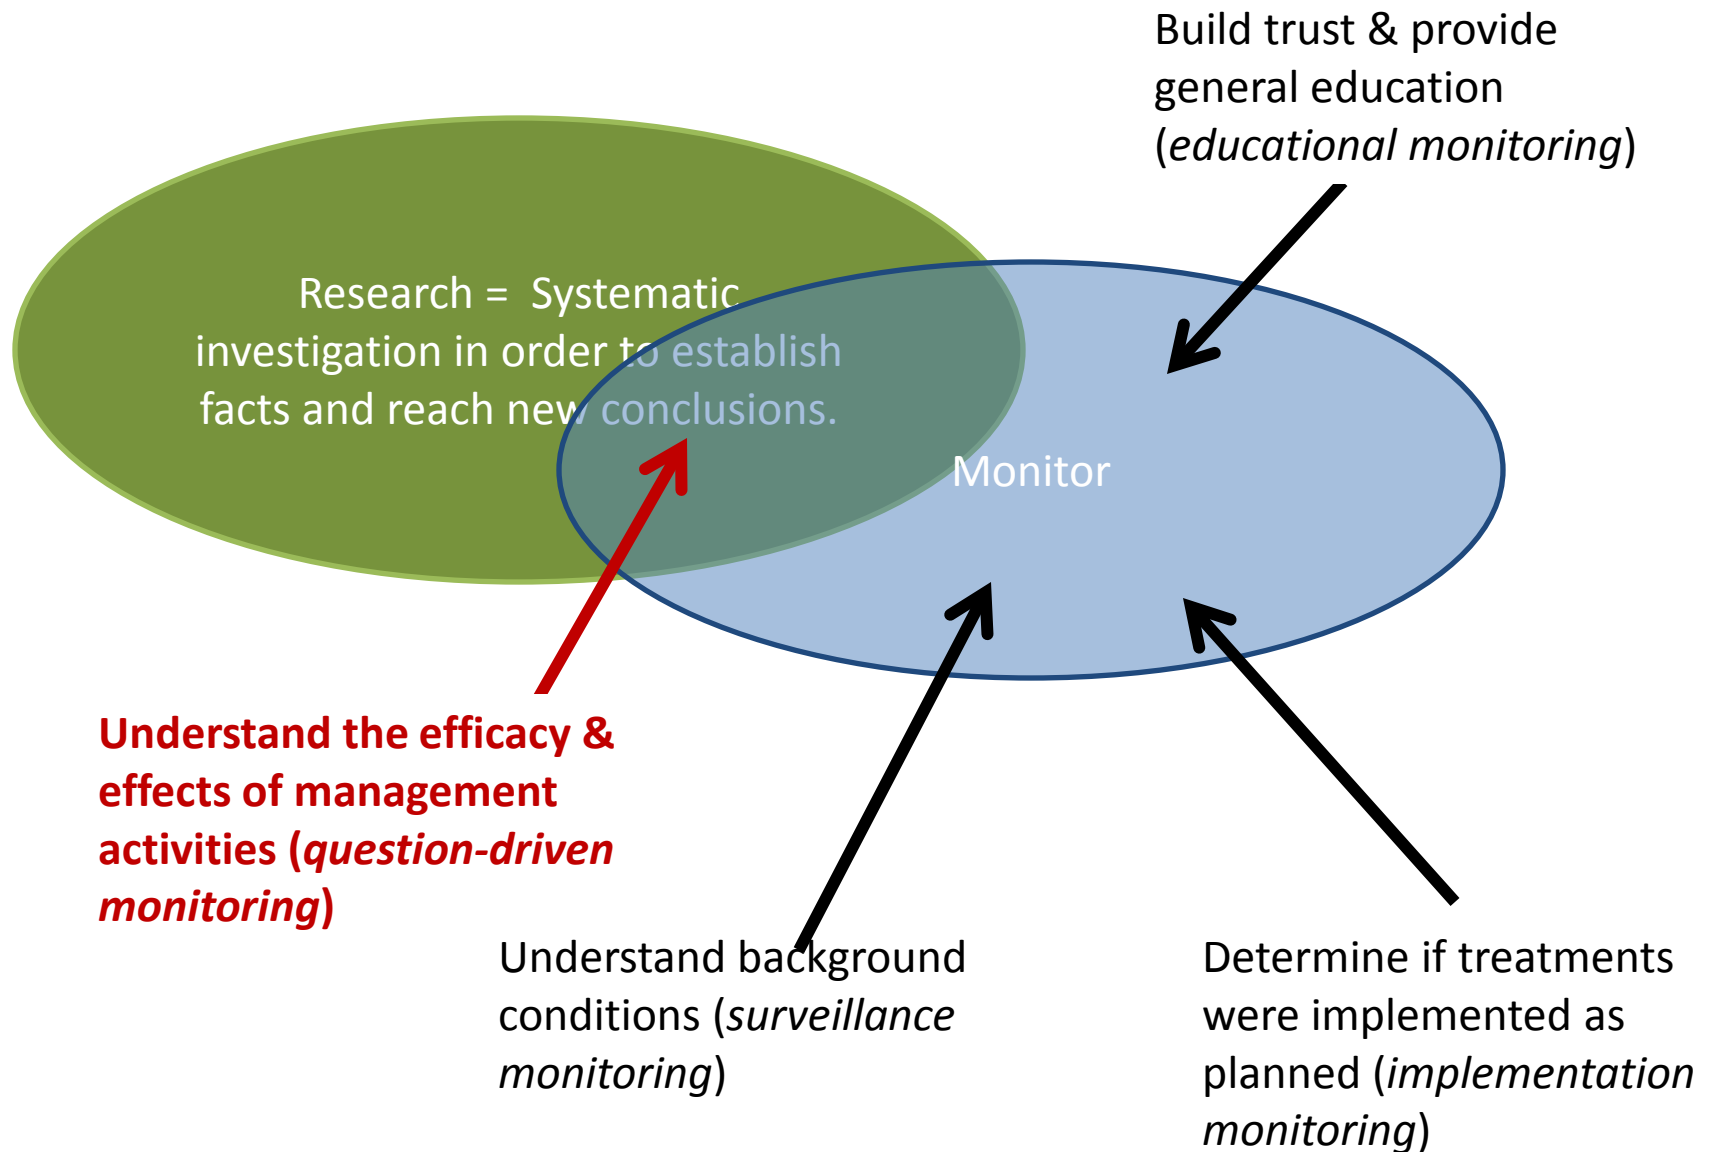 Build trust & provide
general education
(educational monitoring)
Research =  Systematic
investigation in order to establish
facts and reach new conclusions.
Monitor
Understand the efficacy &
effects of management
activities (question-driven
monitoring)
Understand background
conditions (surveillance
monitoring)
Determine if treatments
were implemented as
planned (implementation
monitoring)